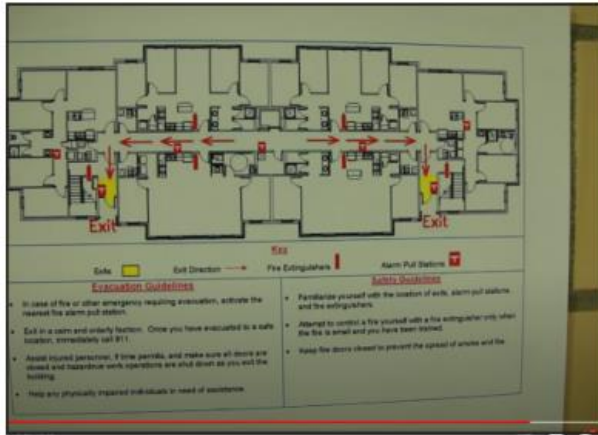 Exit
Exit
Key
Exits
Exit Direction
Fire Extinguishers
Alarm Pull Stations
Evacuation Guidelines
• In case of fire or other emergency requiring evacuation, activate the
nearest fire alarm pull station.
• Exit in a calm and orderly fashion. Once you have evacuated to a safe
location, immediately call 911.
• Assist injured personnel, if time permits, and make sure all doors are
closed and hazardous work operations are shut down as you exit the
building.
• Help any physically impaired individuals in need of assistance.
Safety Guidelines
• Familiarize yourself with the location of exits, alarm pull stations
and fire extinguishers.
• Attempt to control a fire yourself with a fire extinguisher only when
the fire is small and you have been trained.
• Keep fire doors closed to prevent the spread of smoke and fire.